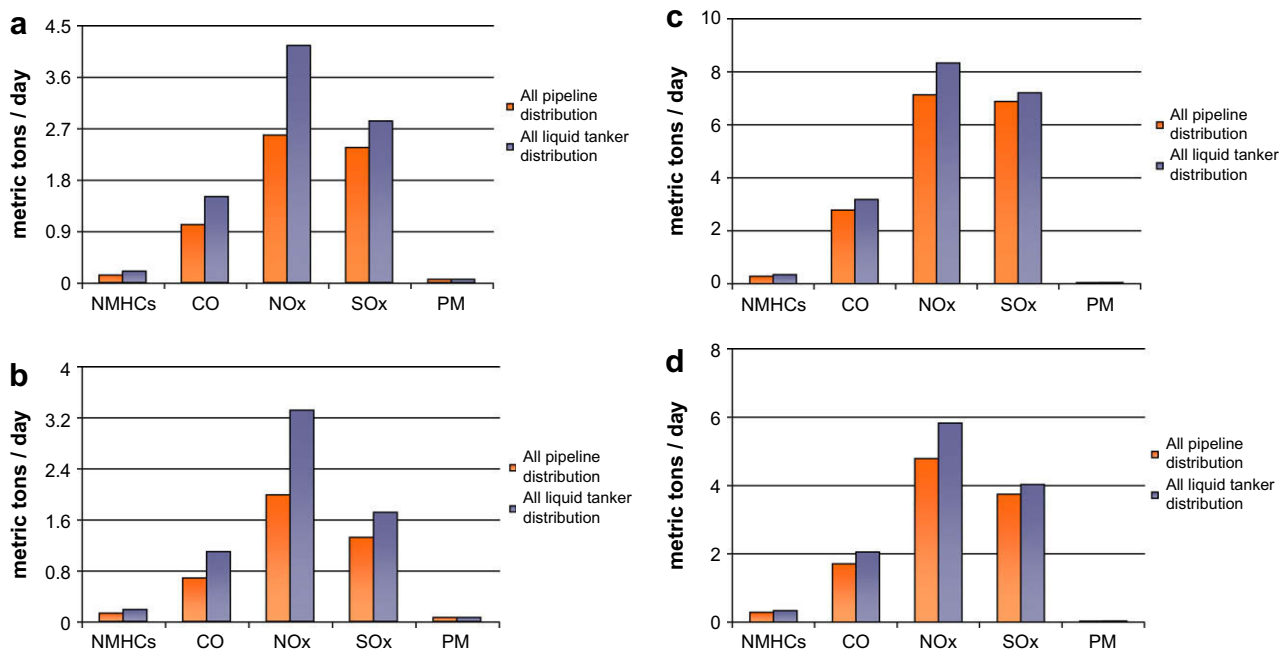 a
metric tons / day
4.5
3.6
2.7
1.8
0.9
0
NMHCs CO NOx SOx PM
All pipeline
distribution
All liquid tanker
distribution
b
metric tons / day
4
3.2
2.4
1.6
0.8
0
NMHCs CO NOx SOx PM
All pipeline
distribution
All liquid tanker
distribution
c
metric tons / day
10
8
6
4
2
0
NMHCs CO NOx SOx PM
All pipeline
distribution
All liquid tanker
distribution
d
metric tons / day
8
6
4
2
0
NMHCs CO NOx SOx PM
All pipeline
distribution
All liquid tanker
distribution